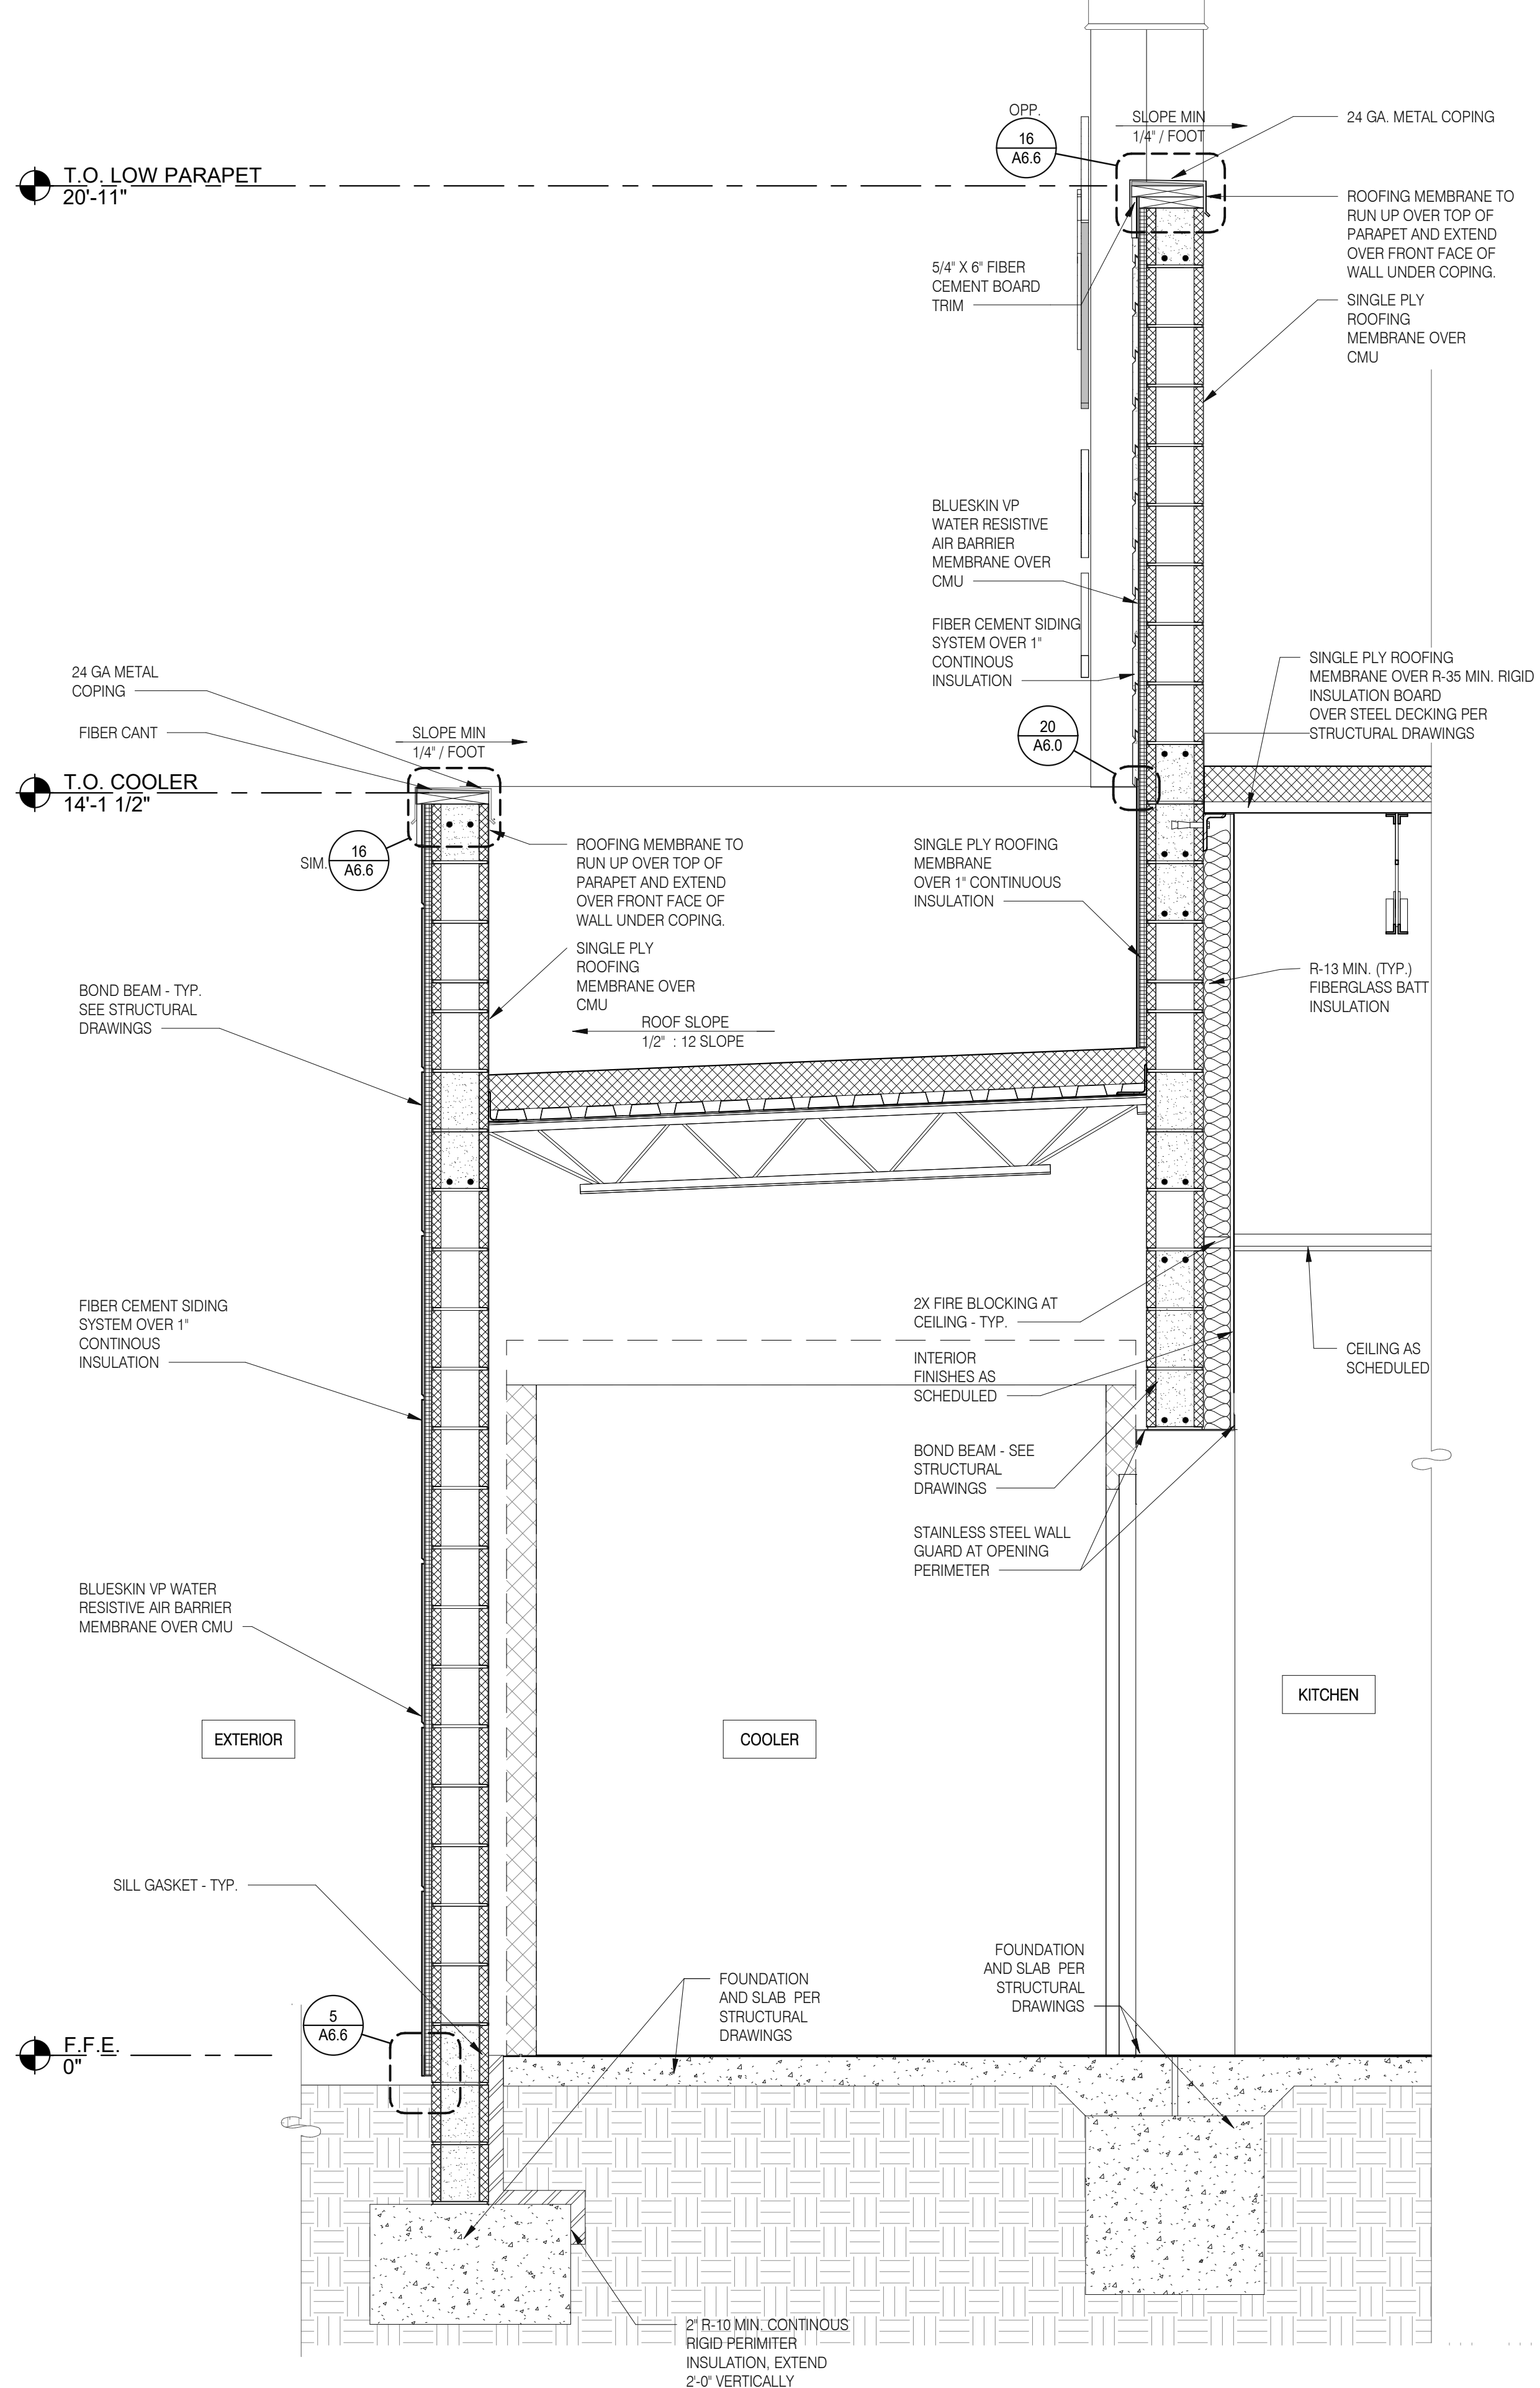 OPP.
16
A6.6
SLOPE MIN
1/4" / FOOT
24 GA. METAL COPING
T.O. LOW PARAPET
20'-11"
ROOFING MEMBRANE TO
RUN UP OVER TOP OF
PARAPET AND EXTEND
OVER FRONT FACE OF
WALL UNDER COPING.
5/4" X 6" FIBER
CEMENT BOARD
TRIM
SINGLE PLY
ROOFING
MEMBRANE OVER
CMU
BLUESKIN VP
WATER RESISTIVE
AIR BARRIER
MEMBRANE OVER
CMU
FIBER CEMENT SIDING
SYSTEM OVER 1"
CONTINOUS
INSULATION
SINGLE PLY ROOFING
MEMBRANE OVER R-35 MIN. RIGID
INSULATION BOARD
OVER STEEL DECKING PER
STRUCTURAL DRAWINGS
24 GA METAL
COPING
FIBER CANT
SLOPE MIN
1/4" / FOOT
20
A6.0
T.O. COOLER
14'-1 1/2"
SIM.
16
A6.6
ROOFING MEMBRANE TO
RUN UP OVER TOP OF
PARAPET AND EXTEND
OVER FRONT FACE OF
WALL UNDER COPING.
SINGLE PLY ROOFING
MEMBRANE
OVER 1" CONTINUOUS
INSULATION
SINGLE PLY
ROOFING
MEMBRANE OVER
CMU
R-13 MIN. (TYP.)
FIBERGLASS BATT
INSULATION
BOND BEAM - TYP.
SEE STRUCTURAL
DRAWINGS
ROOF SLOPE
1/2" : 12 SLOPE
FIBER CEMENT SIDING
SYSTEM OVER 1"
CONTINOUS
INSULATION
2X FIRE BLOCKING AT
CEILING - TYP.
INTERIOR
FINISHES AS
SCHEDULED
CEILING AS
SCHEDULED
BOND BEAM - SEE
STRUCTURAL
DRAWINGS
STAINLESS STEEL WALL
GUARD AT OPENING
PERIMETER
BLUESKIN VP WATER
RESISTIVE AIR BARRIER
MEMBRANE OVER CMU
KITCHEN
EXTERIOR
COOLER
SILL GASKET - TYP.
FOUNDATION
AND SLAB PER
STRUCTURAL
DRAWINGS
FOUNDATION
AND SLAB PER
STRUCTURAL
DRAWINGS
5
A6.6
F.F.E.
0"
2" R-10 MIN. CONTINOUS
RIGID PERIMITER
INSULATION, EXTEND
2'-0" VERTICALLY